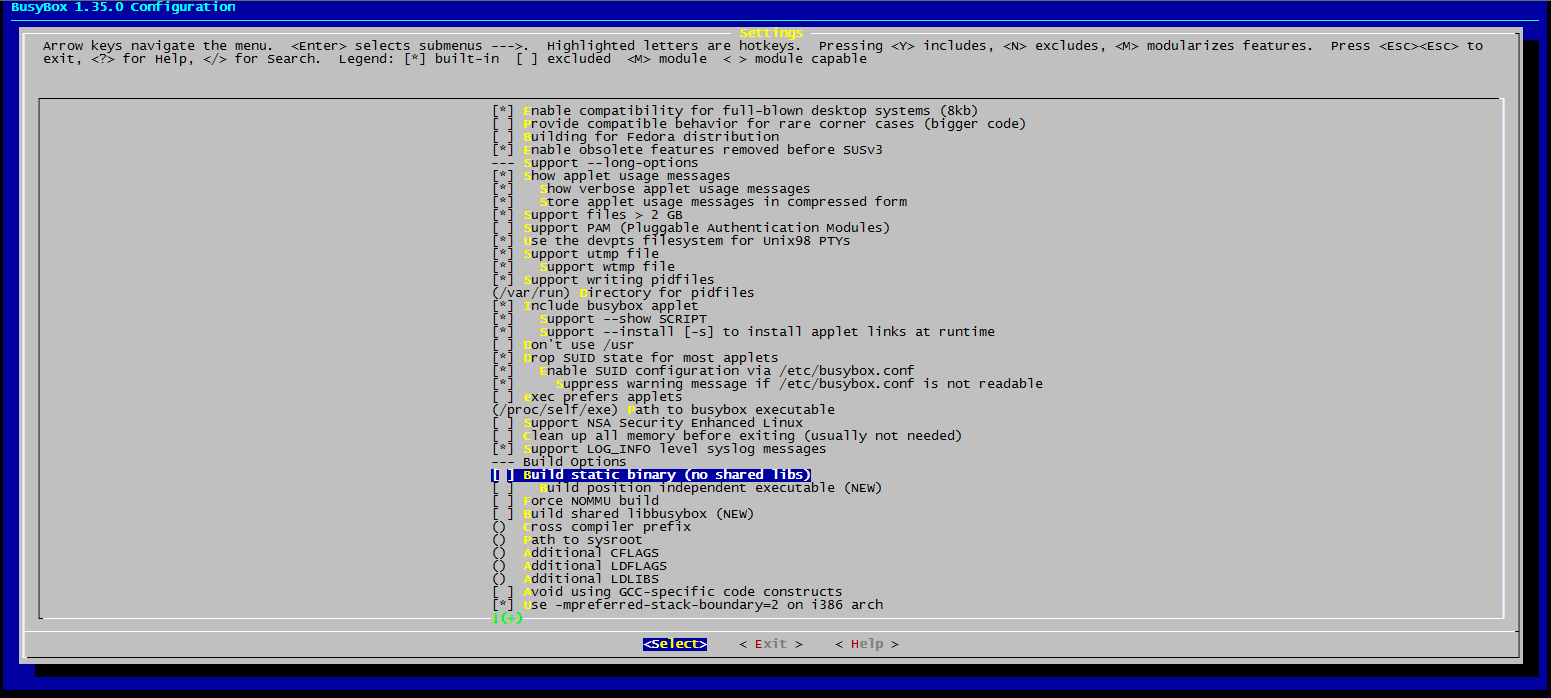 BusyBox 1.35.0 Configuration
Settings
Arrow keys navigate the menu.  <Enter> selects submenus --->.  Highlighted letters are hotkeys.  Pressing <Y> includes, <N> excludes, <M> modularizes features.  Press <Esc><Esc> to
exit, <?> for Help, </> for Search.  Legend: [*] built-in  [ ] excluded  <M> module  < > module capable
[*] Enable compatibility for full-blown desktop systems (8kb)
[ ] Provide compatible behavior for rare corner cases (bigger code)
[ ] Building for Fedora distribution
[*] Enable obsolete features removed before SUSv3
--- Support --long-options
[*] Show applet usage messages
[*]   Show verbose applet usage messages
[*]   Store applet usage messages in compressed form
[*] Support files > 2 GB
[ ] Support PAM (Pluggable Authentication Modules)
[*] Use the devpts filesystem for Unix98 PTYs
[*] Support utmp file
[*]   Support wtmp file
[*] Support writing pidfiles
(/var/run) Directory for pidfiles
[*] Include busybox applet
[*]   Support --show SCRIPT
[*]   Support --install [-s] to install applet links at runtime
[ ] Don't use /usr
[*] Drop SUID state for most applets
[*]   Enable SUID configuration via /etc/busybox.conf
[*]     Suppress warning message if /etc/busybox.conf is not readable
[ ] exec prefers applets
(/proc/self/exe) Path to busybox executable
[ ] Support NSA Security Enhanced Linux
[ ] Clean up all memory before exiting (usually not needed)
[*] Support LOG_INFO level syslog messages
--- Build Options
[ ] Build static binary (no shared libs)
[ ]   Build position independent executable (NEW)
[ ] Force NOMMU build
[ ] Build shared libbusybox (NEW)
()  Cross compiler prefix
()  Path to sysroot
()  Additional CFLAGS
()  Additional LDFLAGS
()  Additional LDLIBS
[ ] Avoid using GCC-specific code constructs
[*] Use -mpreferred-stack-boundary=2 on i386 arch
↓(+)
<Select>    < Exit >    < Help >